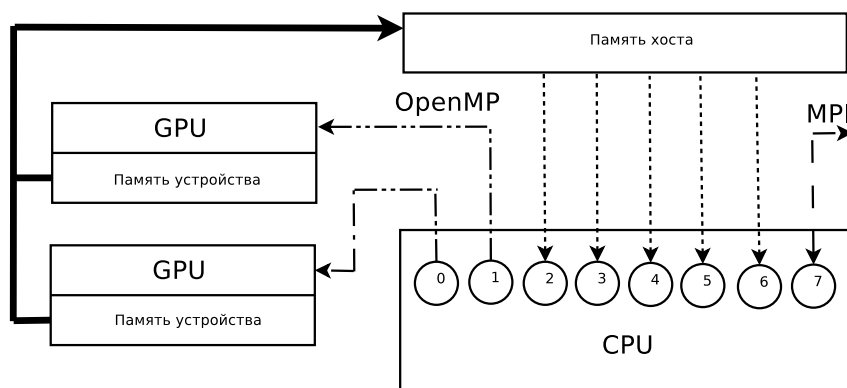 Память хоста
OpenMP
MPI
GPU
Память устройства
GPU
Память устройства
0 1 2 3 4 5 6 7
CPU